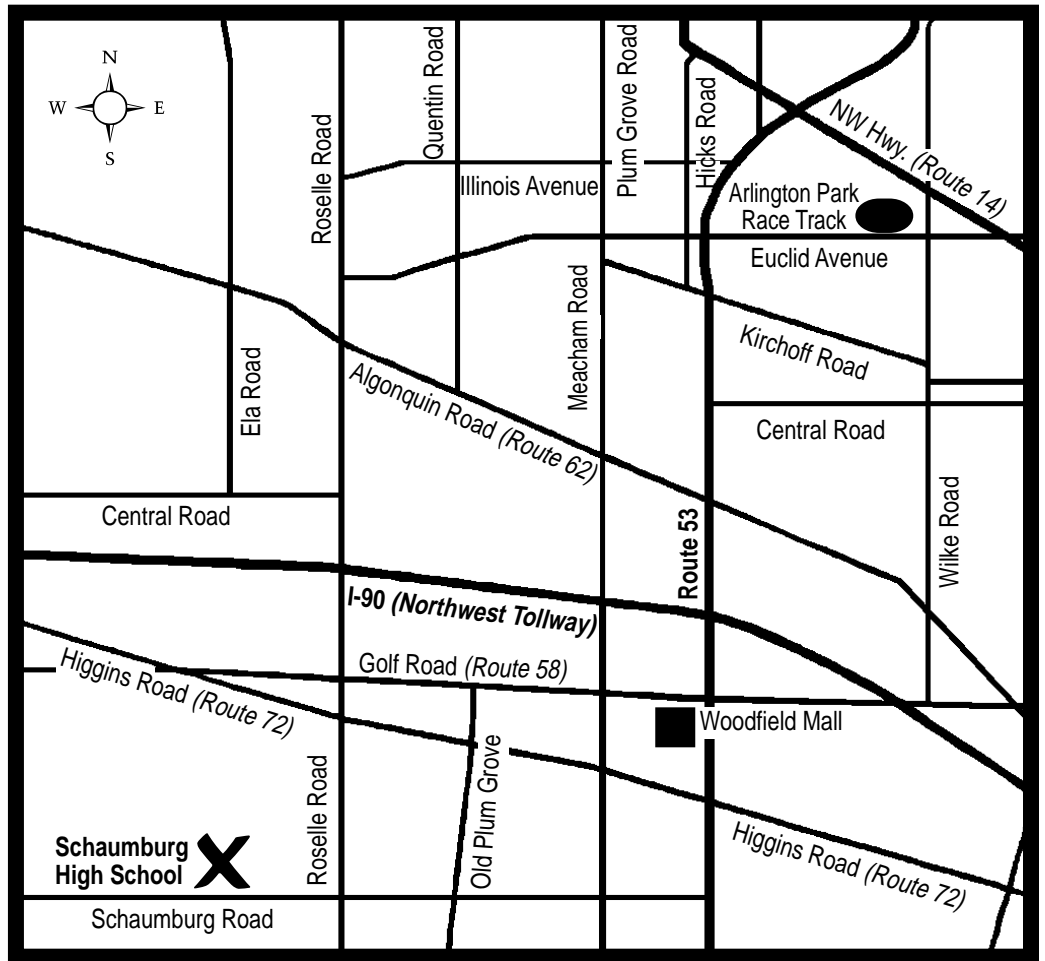 N
W
E
S
Roselle Road
Quentin Road
Plum Grove Road
Hicks Road
NW Hwy. (Route 14)
Illinois Avenue
Arlington Park
Race Track
Euclid Avenue
Meacham Road
Kirchoff Road
Ela Road
Algonquin Road (Route 62)
Central Road
Central Road
Route 53
Wilke Road
I-90 (Northwest Tollway)
Golf Road (Route 58)
Higgins Road (Route 72)
Woodfield Mall
Old Plum Grove
Roselle Road
Schaumburg
High School
Higgins Road (Route 72)
Schaumburg Road